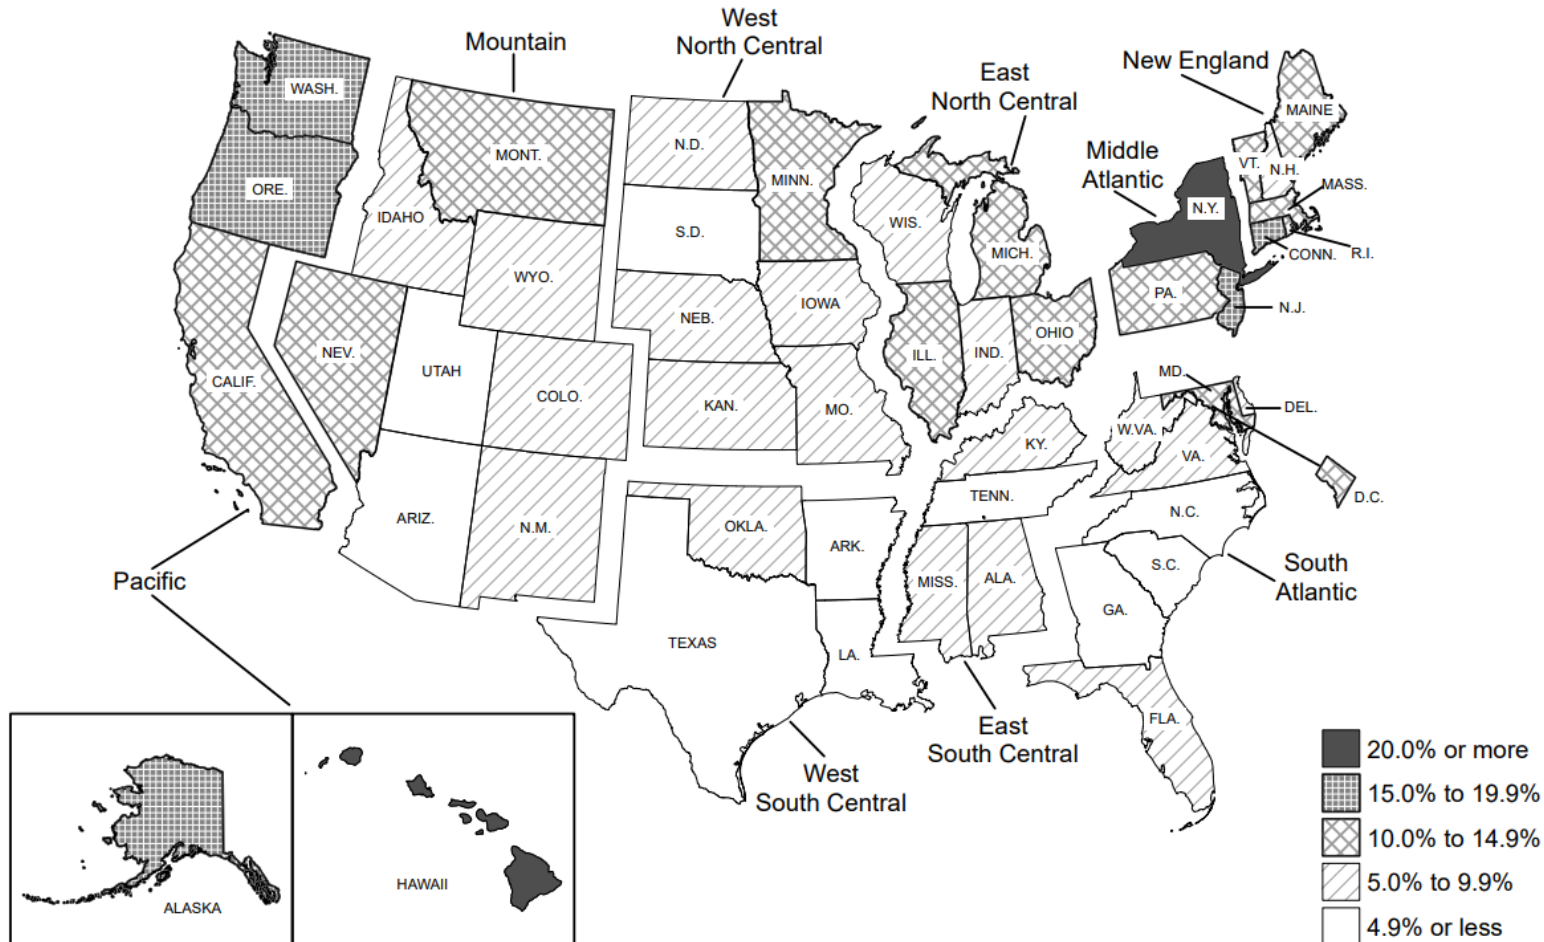 West
North Central
Mountain
New England
East
North Central
WASH.
MAINE
N.D.
MONT.
Middle
Atlantic
VT.
N.H.
MINN.
ORE.
MASS.
N.Y.
IDAHO
WIS.
S.D.
MICH.
CONN.
R.I.
WYO.
PA.
IOWA
N.J.
NEB.
OHIO
NEV.
IND.
ILL.
UTAH
MD.
CALIF.
COLO.
KAN.
MO.
DEL.
W.VA.
KY.
VA.
TENN.
D.C.
N.C.
ARIZ.
N.M.
OKLA.
ARK.
South
Atlantic
S.C.
Pacific
MISS.
ALA.
GA.
TEXAS
LA.
FLA.
East
South Central
West
South Central
20.0% or more
15.0% to 19.9%
10.0% to 14.9%
5.0% to 9.9%
4.9% or less
HAWAII
ALASKA